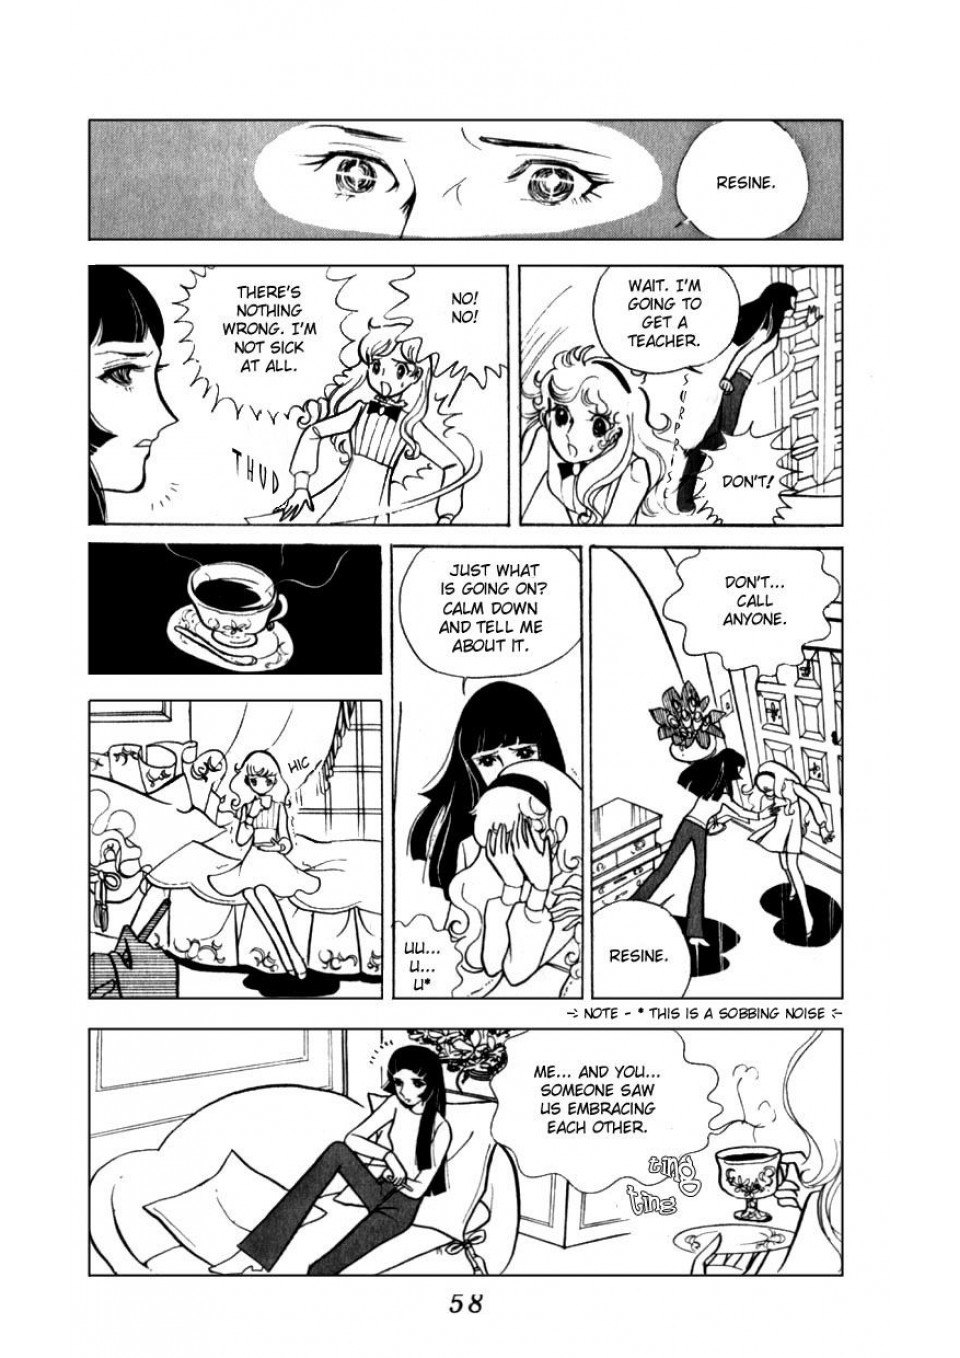 RESINE.
THERE'S
NOTHING
WRONG. I'M
NOT SICK
AT ALL.
NO!
NO!
THUD
WAIT. I'M
GOING TO
GET A
TEACHER.
SURPRIS
DON'T!
JUST WHAT
IS GOING ON?
CALM DOWN
AND TELL ME
ABOUT IT.
DON'T...
CALL
ANYONE.
HIC
UU...
U...
U*
RESINE.
NOTE - * THIS IS A SOBBING NOISE
ME... AND YOU...
SOMEONE SAW
US EMBRACING
EACH OTHER.
ting
ting
58